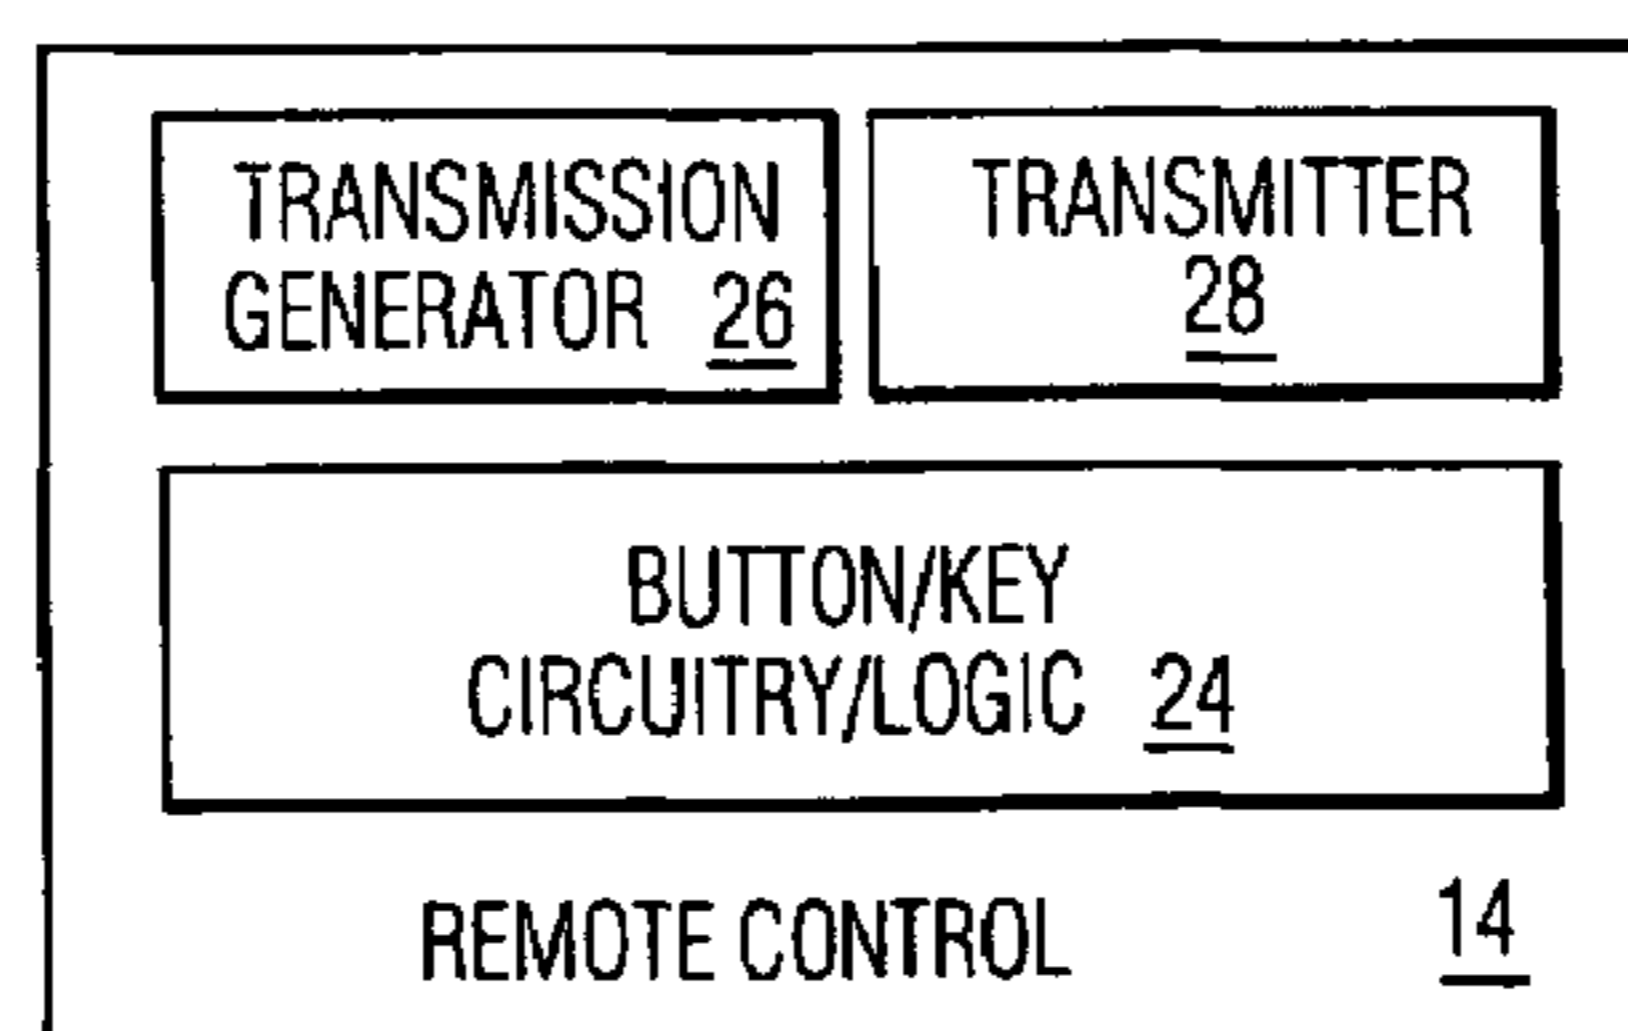 TRANSMISSION
GENERATOR 26
TRANSMITTER
28
BUTTON/KEY
CIRCUITRY/LOGIC 24
REMOTE CONTROL 14